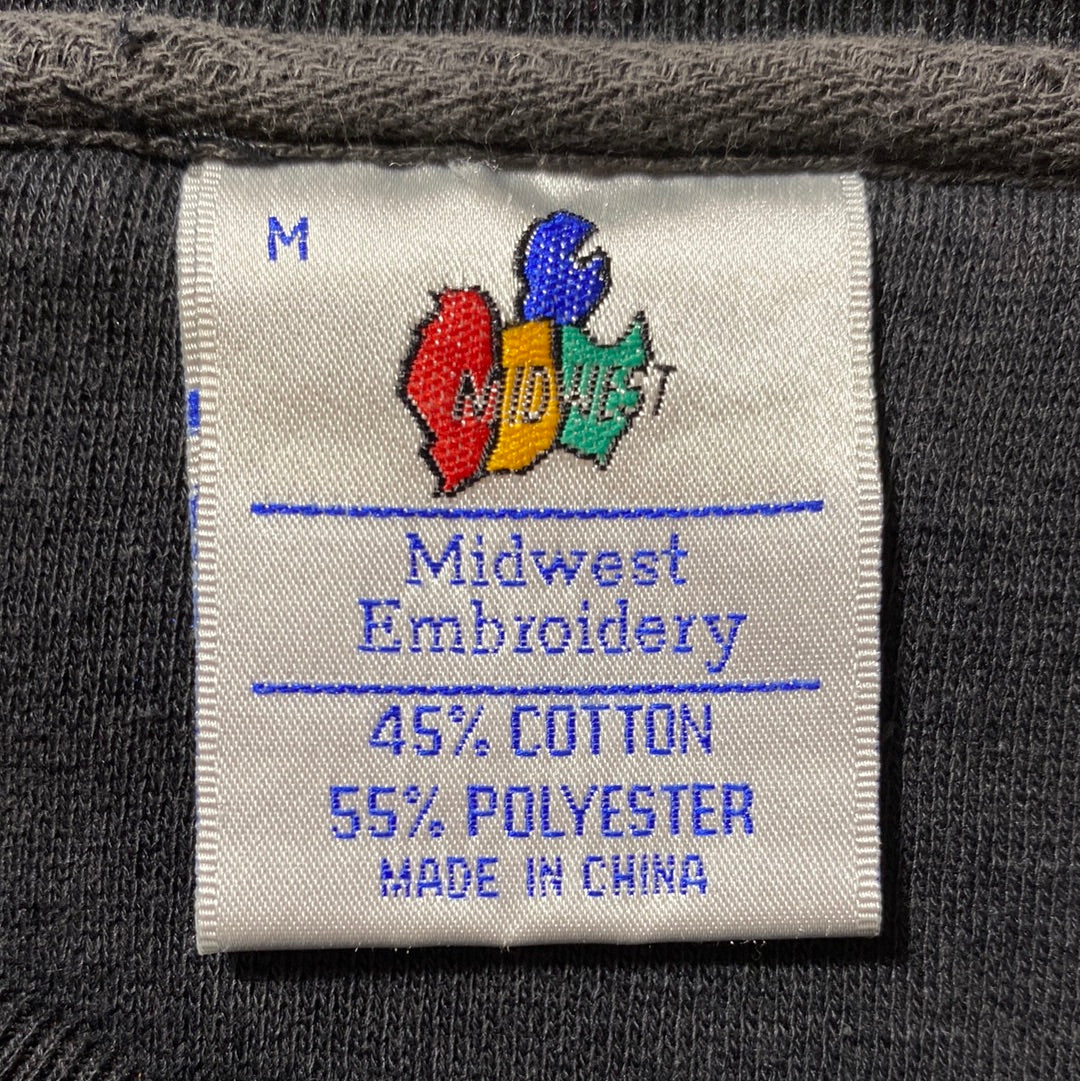 M
MIDWEST
Midwest
Embroidery
45% COTTON
55% POLYESTER
MADE IN CHINA